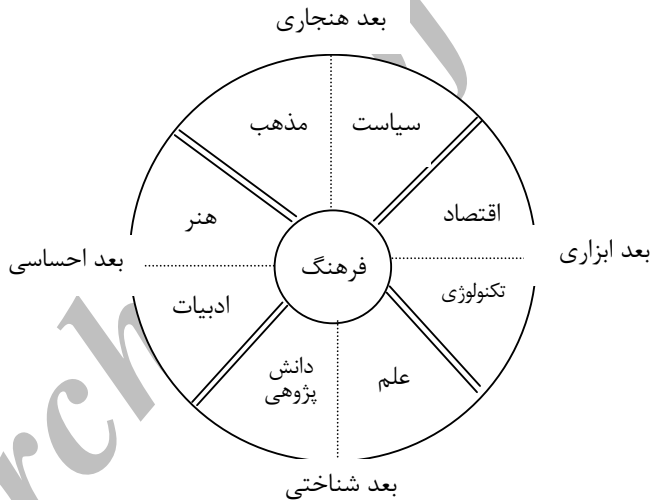 بعد هنجاری
سیاست
مذهب
اقتصاد
هنر
بعد ابزاری
فرهنگ
بعد احساسی
تکنولوژی
ادبیات
علم
دانش
پژوهی
بعد شناختی